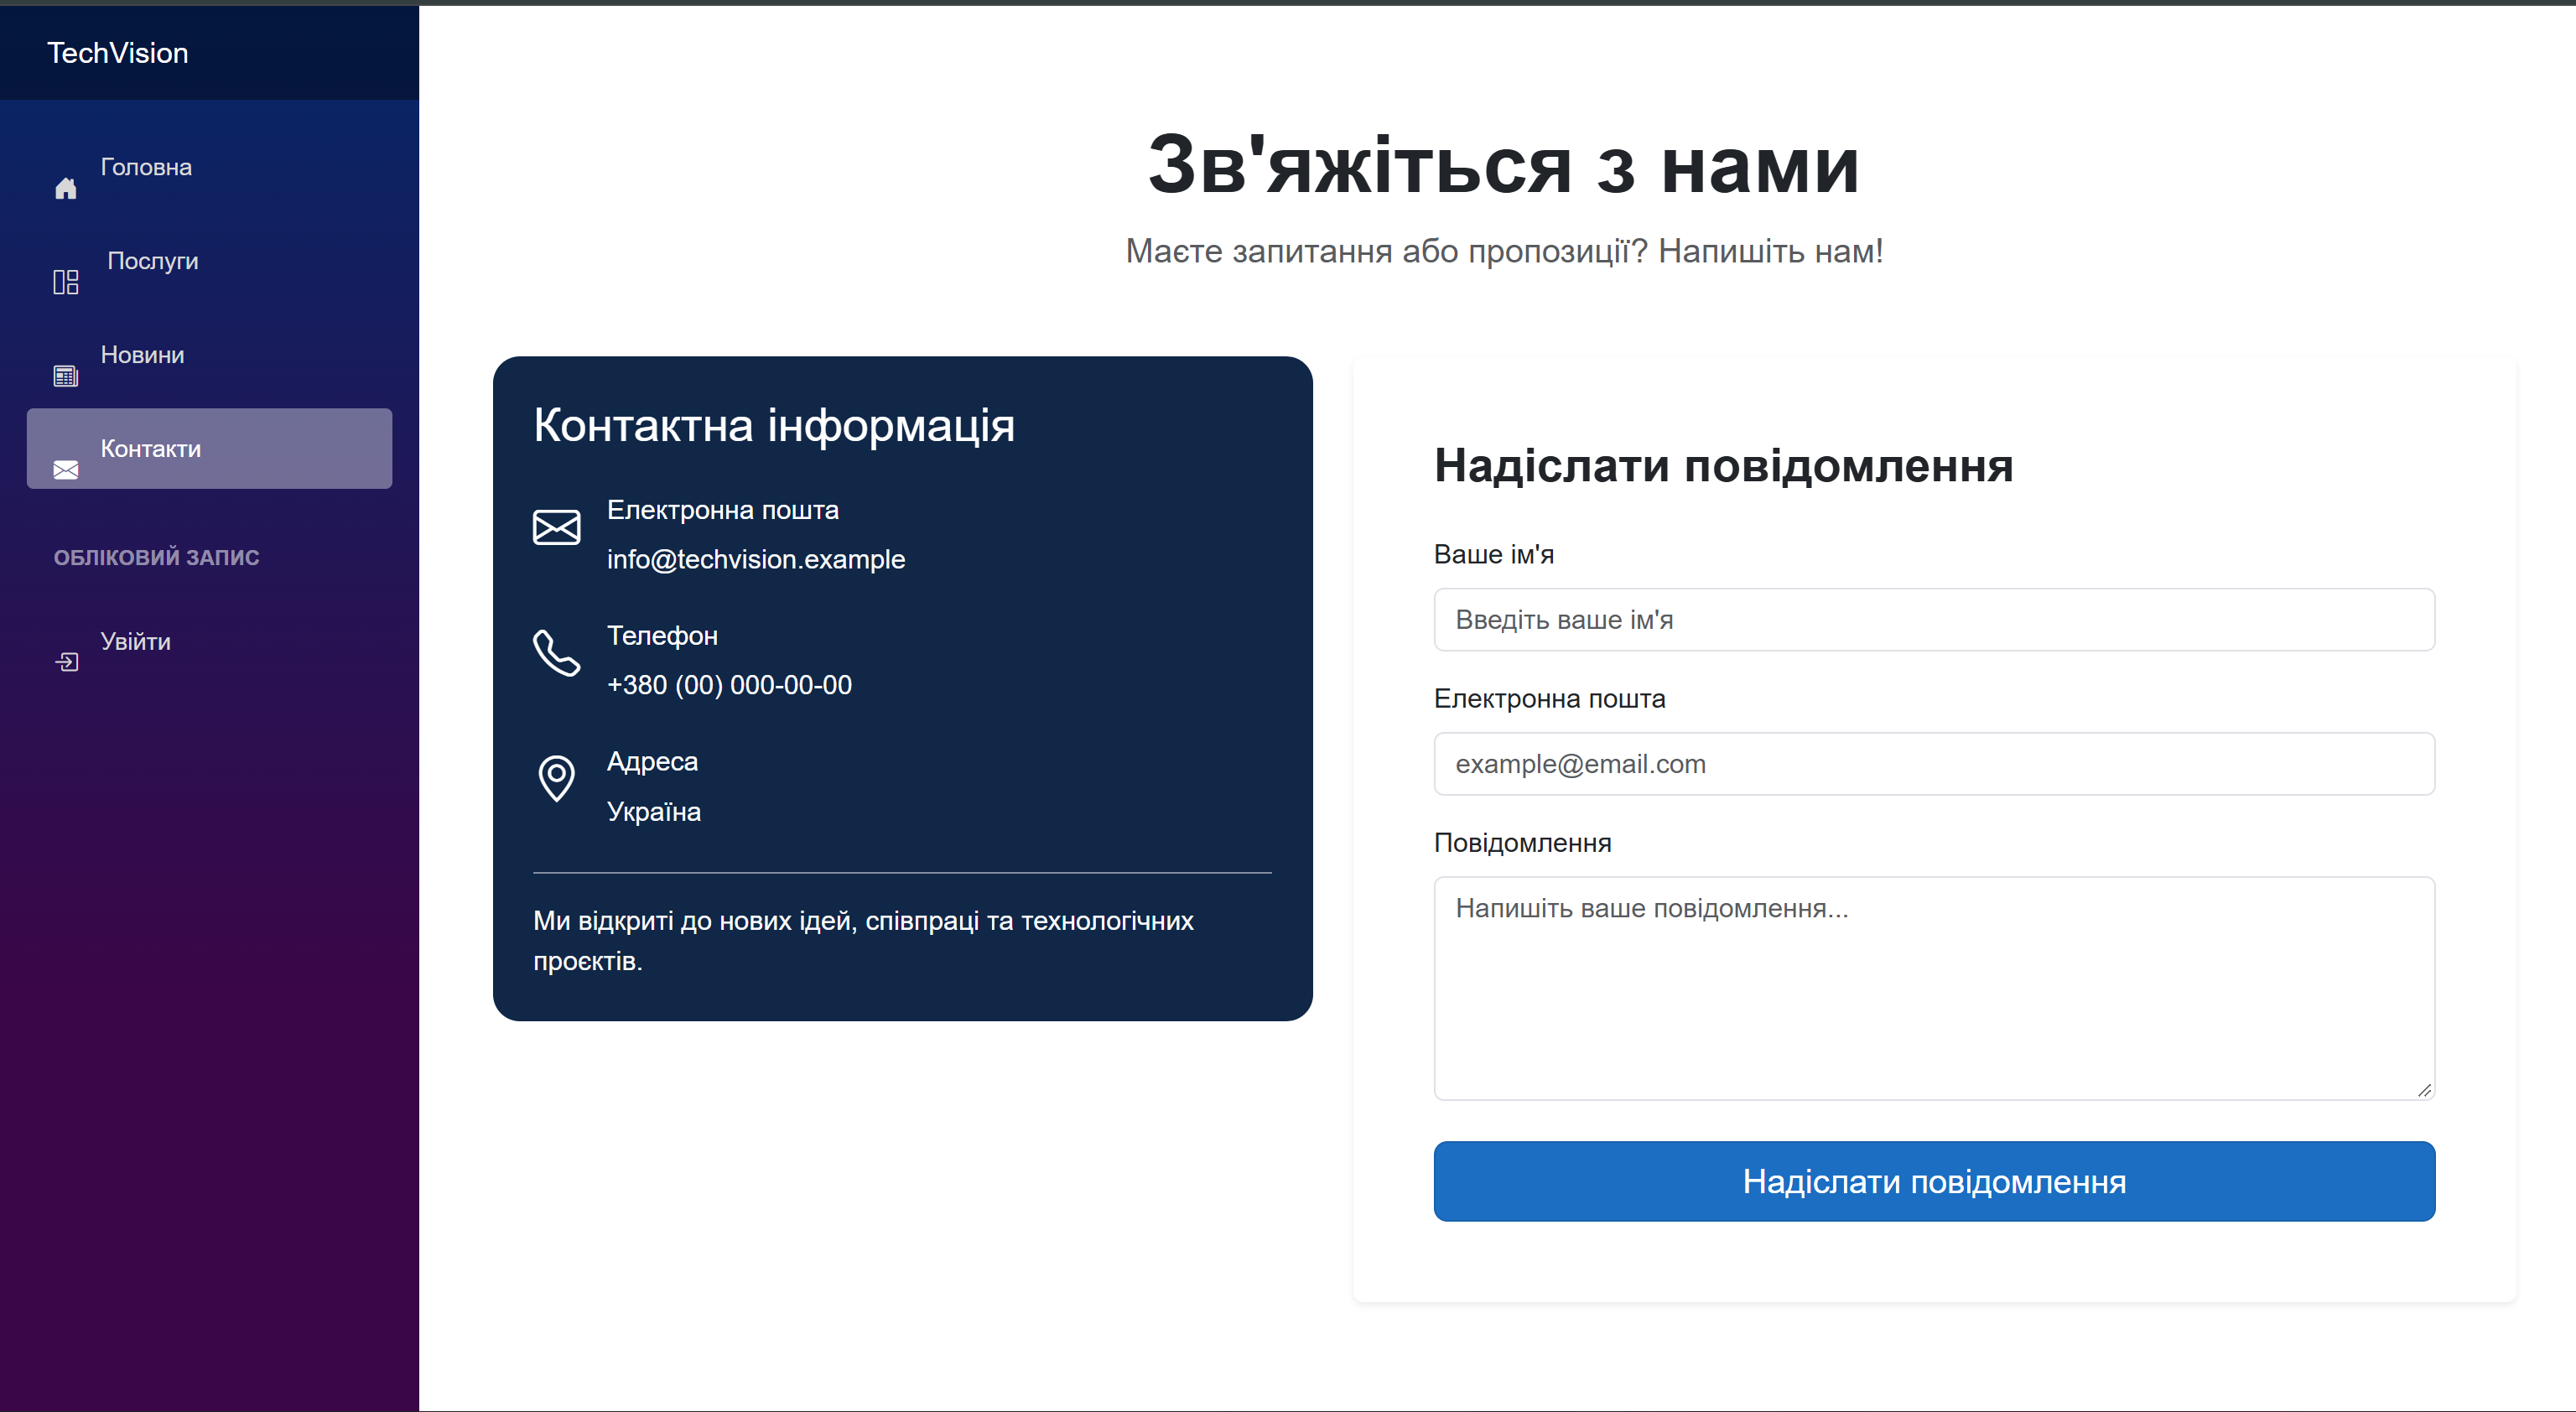 TechVision
Головна
Послуги
Новини
Контакти
ОБЛІКОВИЙ ЗАПИС
Увійти
Зв'яжіться з нами
Маєте запитання або пропозиції? Напишіть нам!
Контактна інформація
Електронна пошта
info@techvision.example
Телефон
+380 (00) 000-00-00
Адреса
Україна
Ми відкриті до нових ідей, співпраці та технологічних
проєктів.
Надіслати повідомлення
Ваше ім'я
Введіть ваше ім'я
Електронна пошта
example@email.com
Повідомлення
Напишіть ваше повідомлення...
Надіслати повідомлення